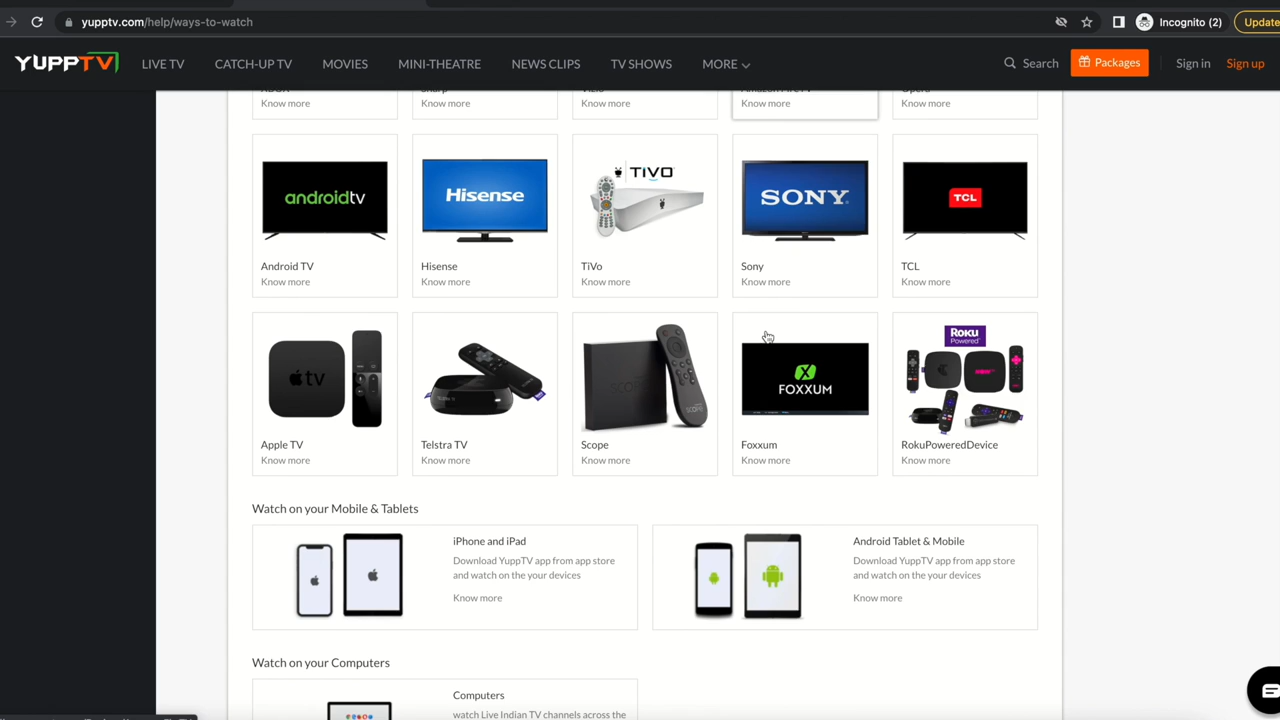 yupptv.com/help/ways-to-watch
Incognito (2)
Update
YUPPTV
LIVE TV
CATCH-UP TV
MOVIES
MINI-THEATRE
NEWS CLIPS
TV SHOWS
MORE
Search
Packages
Sign in
Sign up
Know more
Know more
Know more
Know more
Know more
androidtv
Hisense
TiVo
SONY
TCL
Android TV
Hisense
TiVo
Sony
TCL
Know more
Know more
Know more
Know more
Know more
tv
SCOPE
FOXXUM
Roku
Powered
Apple TV
Telstra TV
Scope
Foxxum
RokuPoweredDevice
Know more
Know more
Know more
Know more
Know more
Watch on your Mobile & Tablets
iPhone and iPad
Download YuppTV app from app store
and watch on the your devices
Know more
Android Tablet & Mobile
Download YuppTV app from app store
and watch on the your devices
Know more
Watch on your Computers
Computers
watch Live Indian TV channels across the